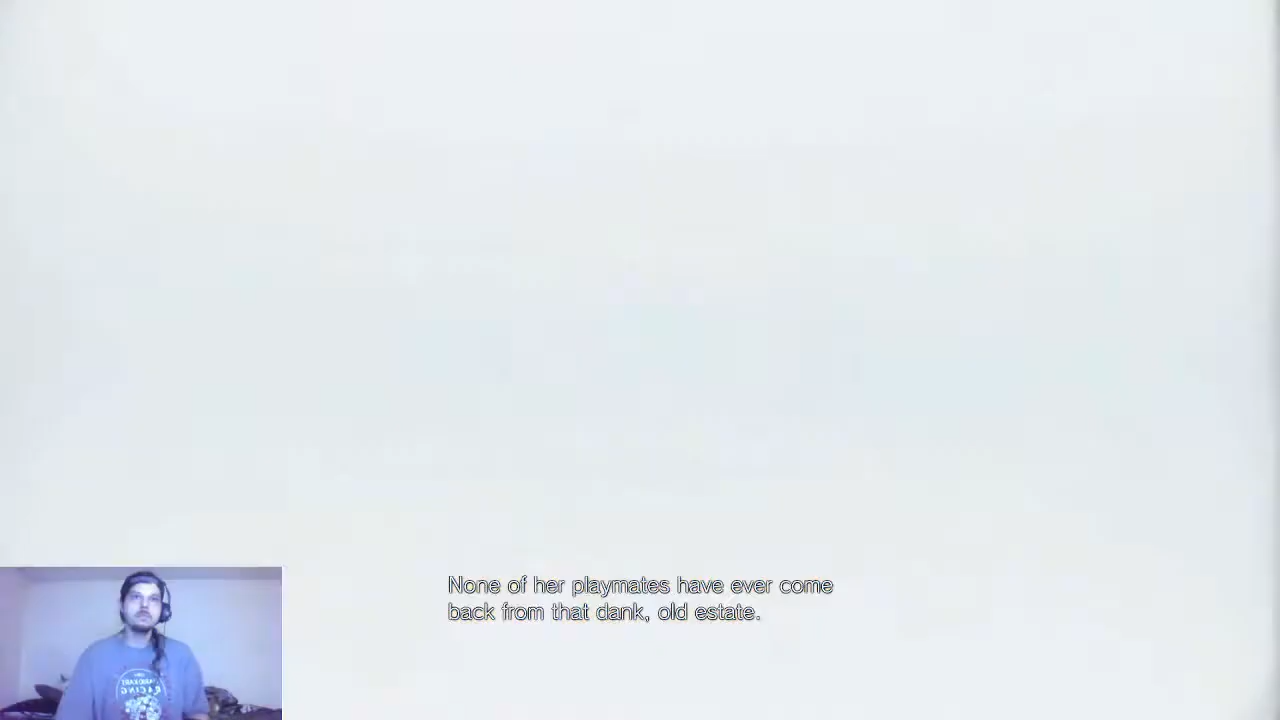 None of her playmates have ever come
back from that dank, old estate.